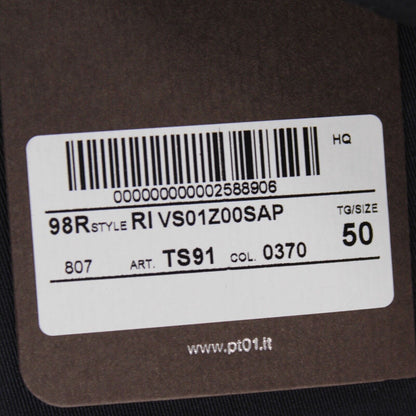 HQ
000000000002588906
98R STYLE RI VS01Z00SAP TG/SIZE
807 ART. TS91 COL. 0370 50
www.pt01.it